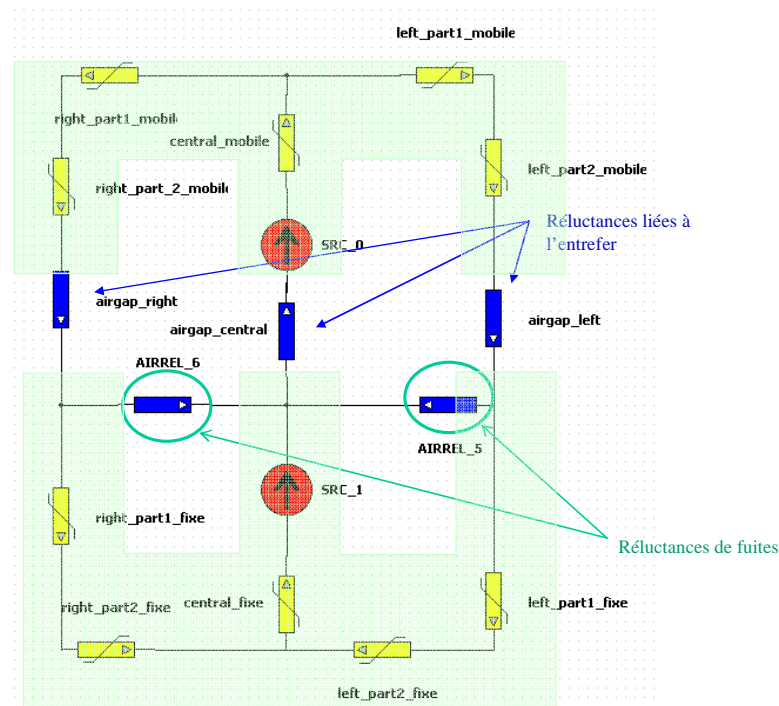 left_part1_mobile
right_part1_mobile
central_mobile
right_part_2_mobile
left_part2_mobile
Réluctances liées à
l'entrefer
SRC_0
airgap_right
airgap_central
airgap_left
AIRREL_6
AIRREL_5
SRC_1
right_part1_fixe
Réluctances de fuites
right_part2_fixe
central_fixe
left_part1_fixe
left_part2_fixe